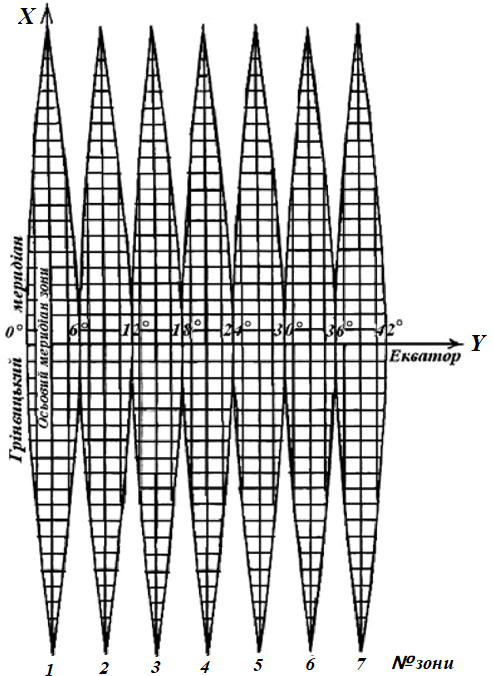 X
Грінвицький меридіан
Осьовий меридіан зони
0° 6° 12° 18° 24° 30° 36° 42°
Y
Екватор
1 2 3 4 5 6 7 №зони